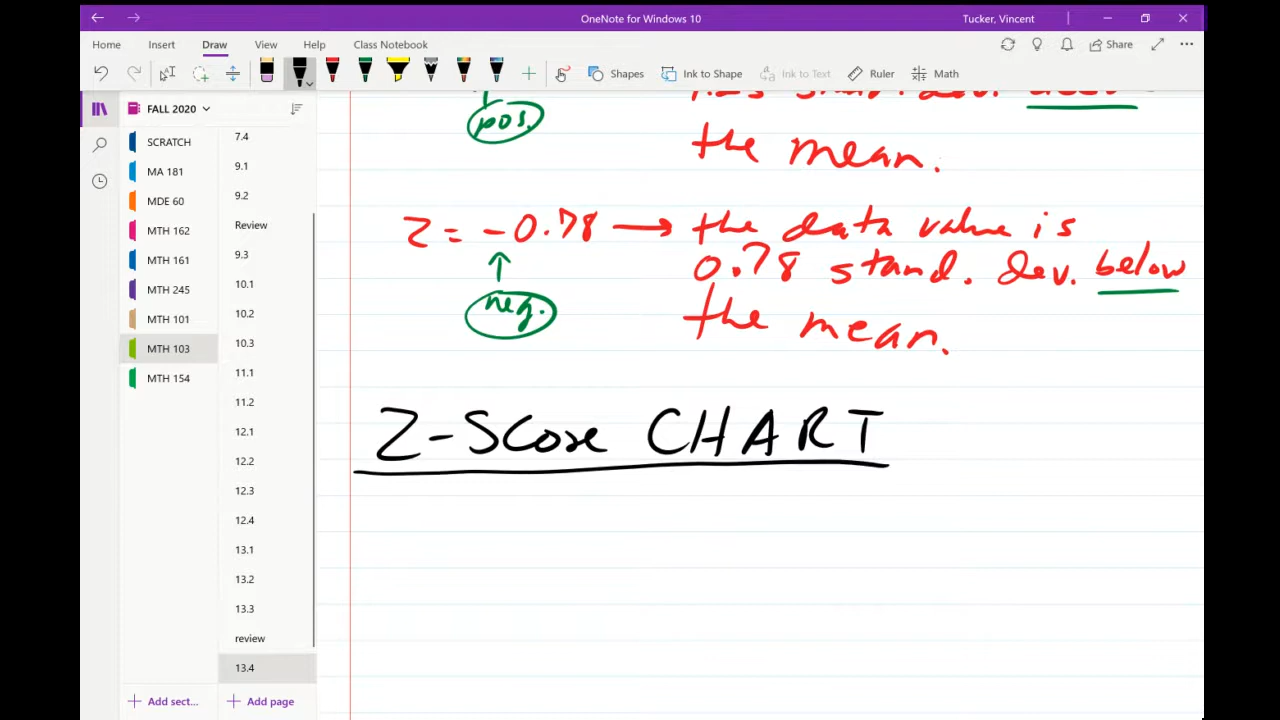 OneNote for Windows 10
Tucker, Vincent
Home Insert Draw View Help Class Notebook Share
Shapes Ink to Shape Ink to Text Ruler Math
FALL 2020
SCRATCH
MA 181
MDE 60
MTH 162
MTH 161
MTH 245
MTH 101
MTH 103
MTH 154
Add sect...
7.4
9.1
9.2
Review
9.3
10.1
10.2
10.3
11.1
11.2
12.1
12.2
12.3
12.4
13.1
13.2
13.3
review
13.4
Add page
pos.
the mean.
z = -0.78 → the data value is
0.78 stand. dev. below
neg.
the mean.
Z-Score CHART